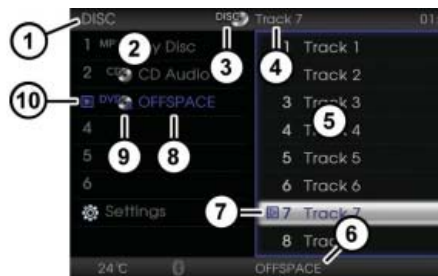 DISC DISC Track 7 01
1 MP y Disc
2 CD CD Audio
DVD OFFSPACE
4
5
6
Settings
1 Track 1
Track 2
3 Track 3
4 Track 4
5 Track 5
6 Track 6
7 Track 7
8 Trac
24°C OFFSPACE
1
2
3
4
5
6
7
8
9
10